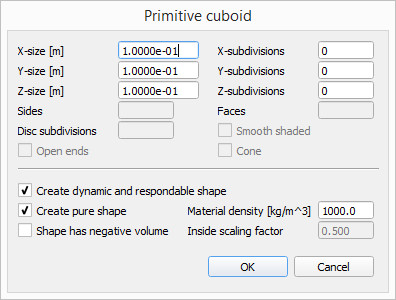 Primitive cuboid
X-size [m] 1.0000e-01 X-subdivisions 0
Y-size [m] 1.0000e-01 Y-subdivisions 0
Z-size [m] 1.0000e-01 Z-subdivisions 0
Sides Faces
Disc subdivisions Smooth shaded
Open ends Cone
Create dynamic and respondable shape
Create pure shape Material density [kg/m^3] 1000.0
Shape has negative volume Inside scaling factor 0.500
OK Cancel